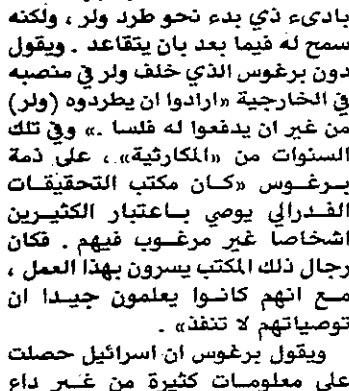 بادىء ذي بدء نحو طرد ولر ، ولكنه
سمح له فيما بعد بان يتقاعد . ويقول
دون برغوس الذي خلف ولر في منصبه
في الخارجية «ارادوا ان يطردوه (ولر)
من غير ان يدفعوا له فلسا .» وفي تلك
السنوات من «المكارثية» ، على ذمة
برغوس «كان مكتب التحقيقات
الفدرالي يوصي باعتبار الكثيرين
اشخاصا غير مرغوب فيهم . فكان
رجال ذلك المكتب يسرون بهذا العمل ،
مع انهم كانوا يعلمون جيدا ان
توصياتهم لا تنفذ» .
ويقول برغوس ان اسرائيل حصلت
على معلومات كثيرة من غير داع